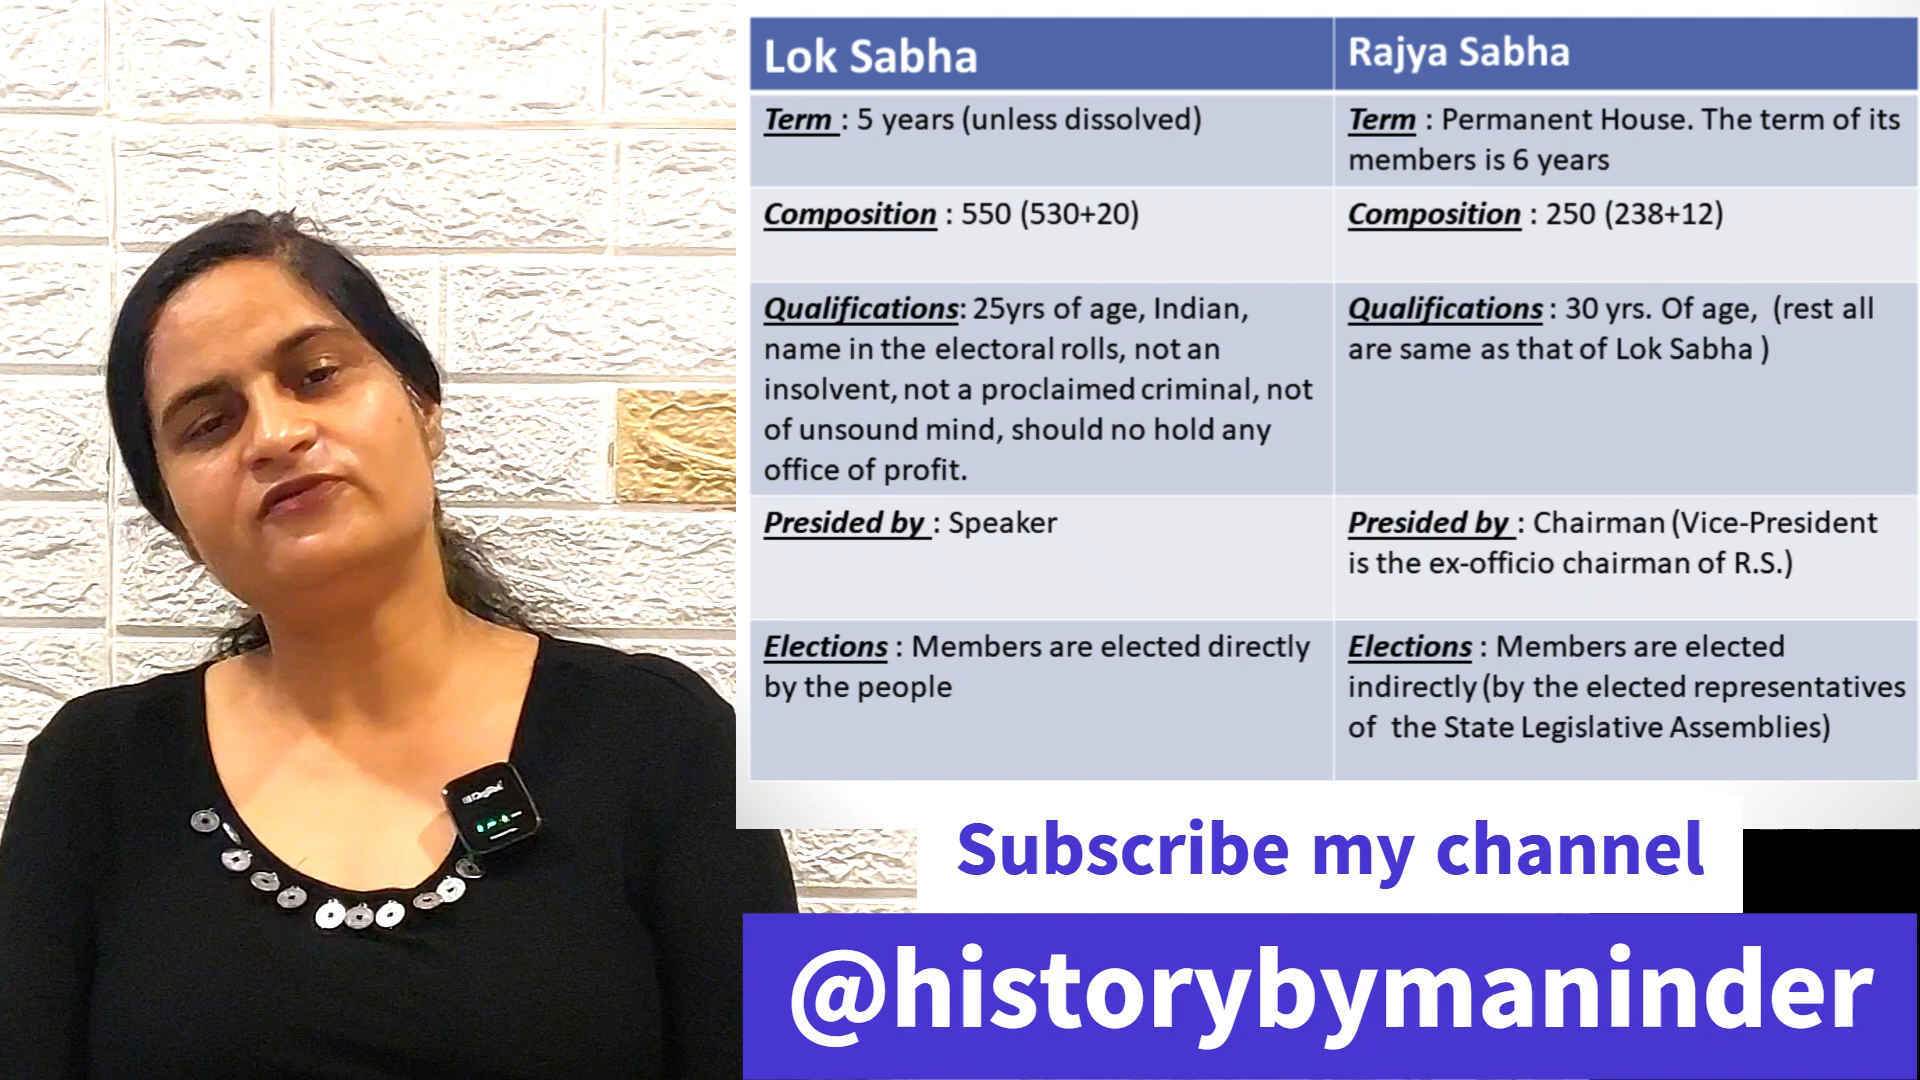 Lok Sabha
Rajya Sabha
Term : 5 years (unless dissolved)
Term : Permanent House. The term of its
members is 6 years
Composition : 550 (530+20)
Composition : 250 (238+12)
Qualifications: 25yrs of age, Indian,
name in the electoral rolls, not an
insolvent, not a proclaimed criminal, not
of unsound mind, should no hold any
office of profit.
Qualifications : 30 yrs. Of age, (rest all
are same as that of Lok Sabha )
Presided by : Speaker
Presided by : Chairman (Vice-President
is the ex-officio chairman of R.S.)
Elections : Members are elected directly
by the people
Elections : Members are elected
indirectly (by the elected representatives
of the State Legislative Assemblies)
Subscribe my channel
@historybymaninder